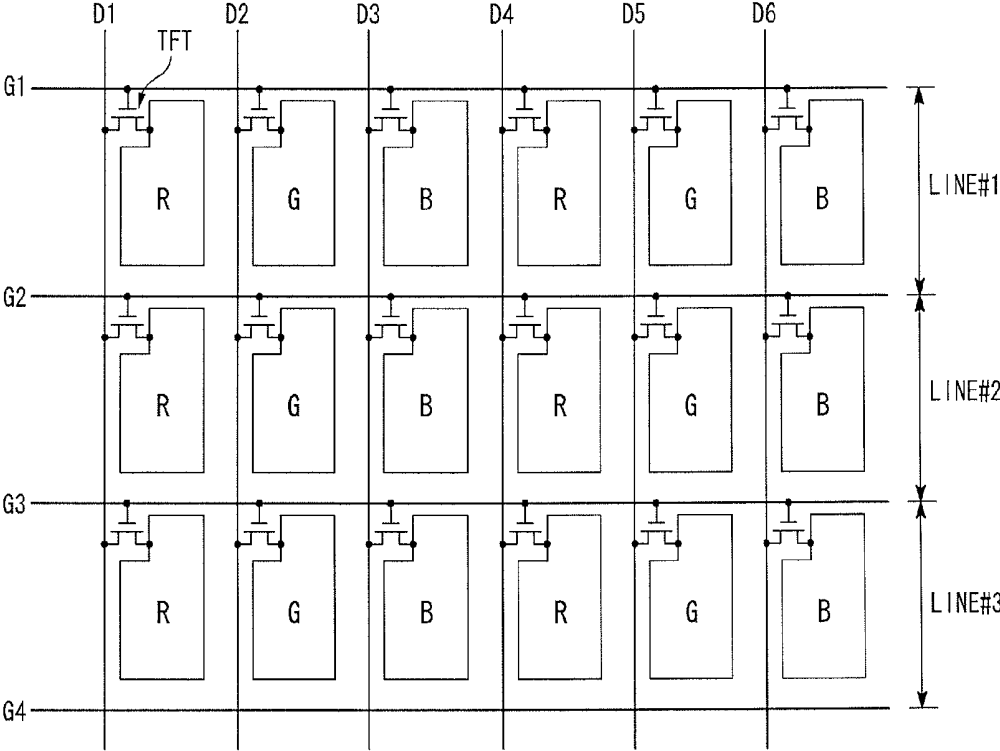 D1 D2 D3 D4 D5 D6
TFT
G1
R G B R G B
LINE#1
G2
R G B R G B
LINE#2
G3
R G B R G B
LINE#3
G4